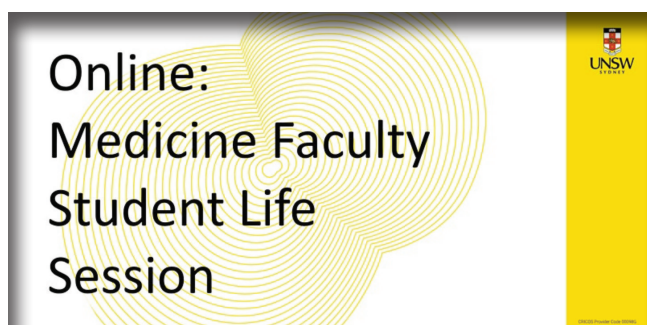 Online:
Medicine Faculty
Student Life
Session
UNSW
SYDNEY